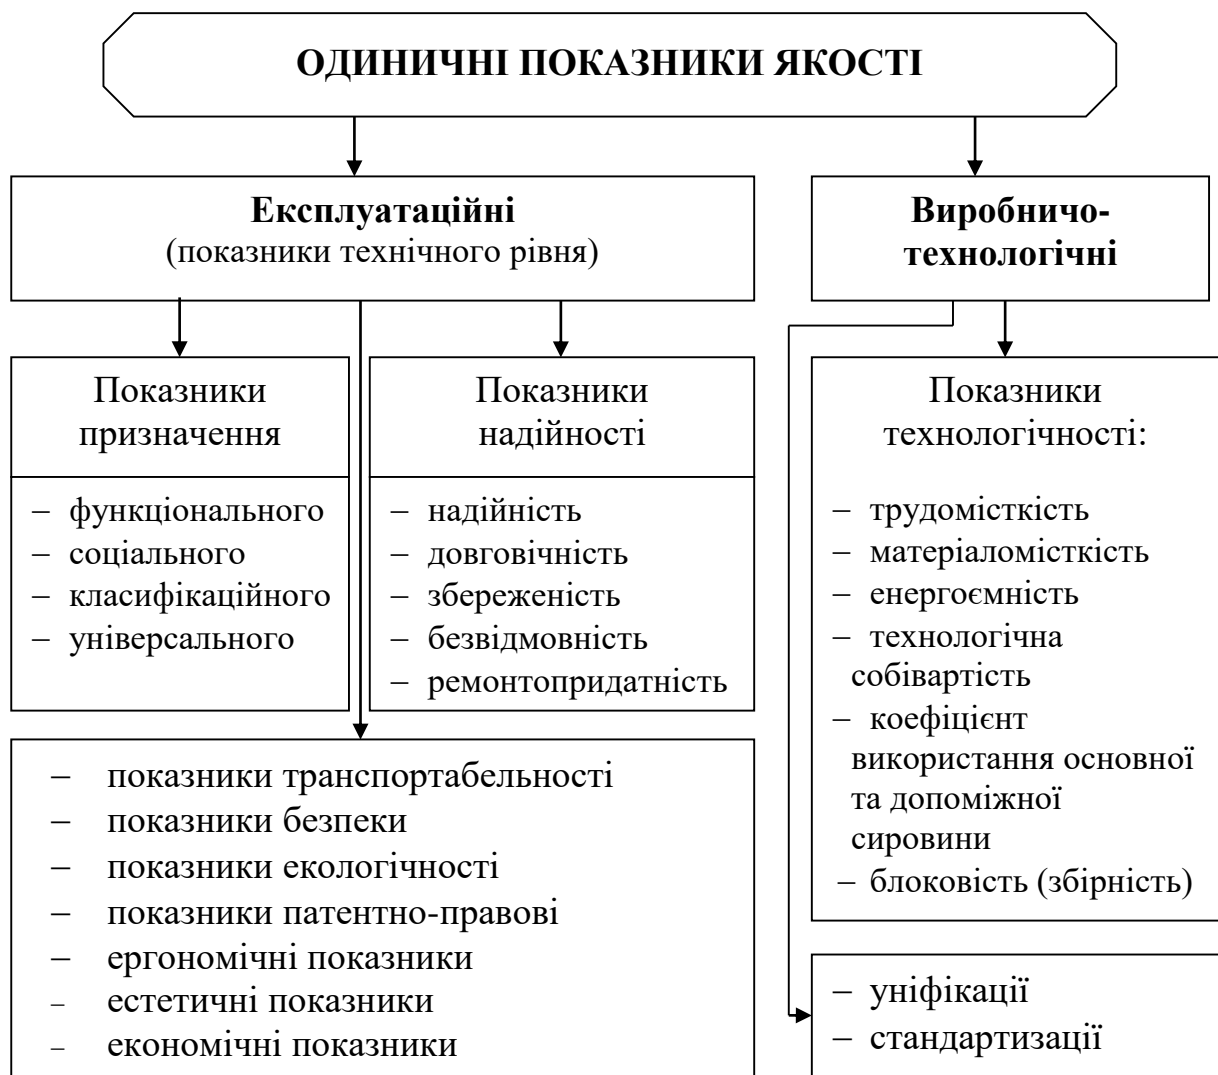 ОДИНИЧНІ ПОКАЗНИКИ ЯКОСТІ
Експлуатаційні
(показники технічного рівня)
Виробничо-
технологічні
Показники
призначення
– функціонального
– соціального
– класифікаційного
– універсального
Показники
надійності
– надійність
– довговічність
– збереженість
– безвідмовність
– ремонтопридатність
– показники транспортабельності
– показники безпеки
– показники екологічності
– показники патентно-правові
– ергономічні показники
– естетичні показники
– економічні показники
Показники
технологічності:
– трудомісткість
– матеріаломісткість
– енергоємність
– технологічна
собівартість
– коефіцієнт
використання основної
та допоміжної
сировини
– блоковість (збірність)
– уніфікації
– стандартизації